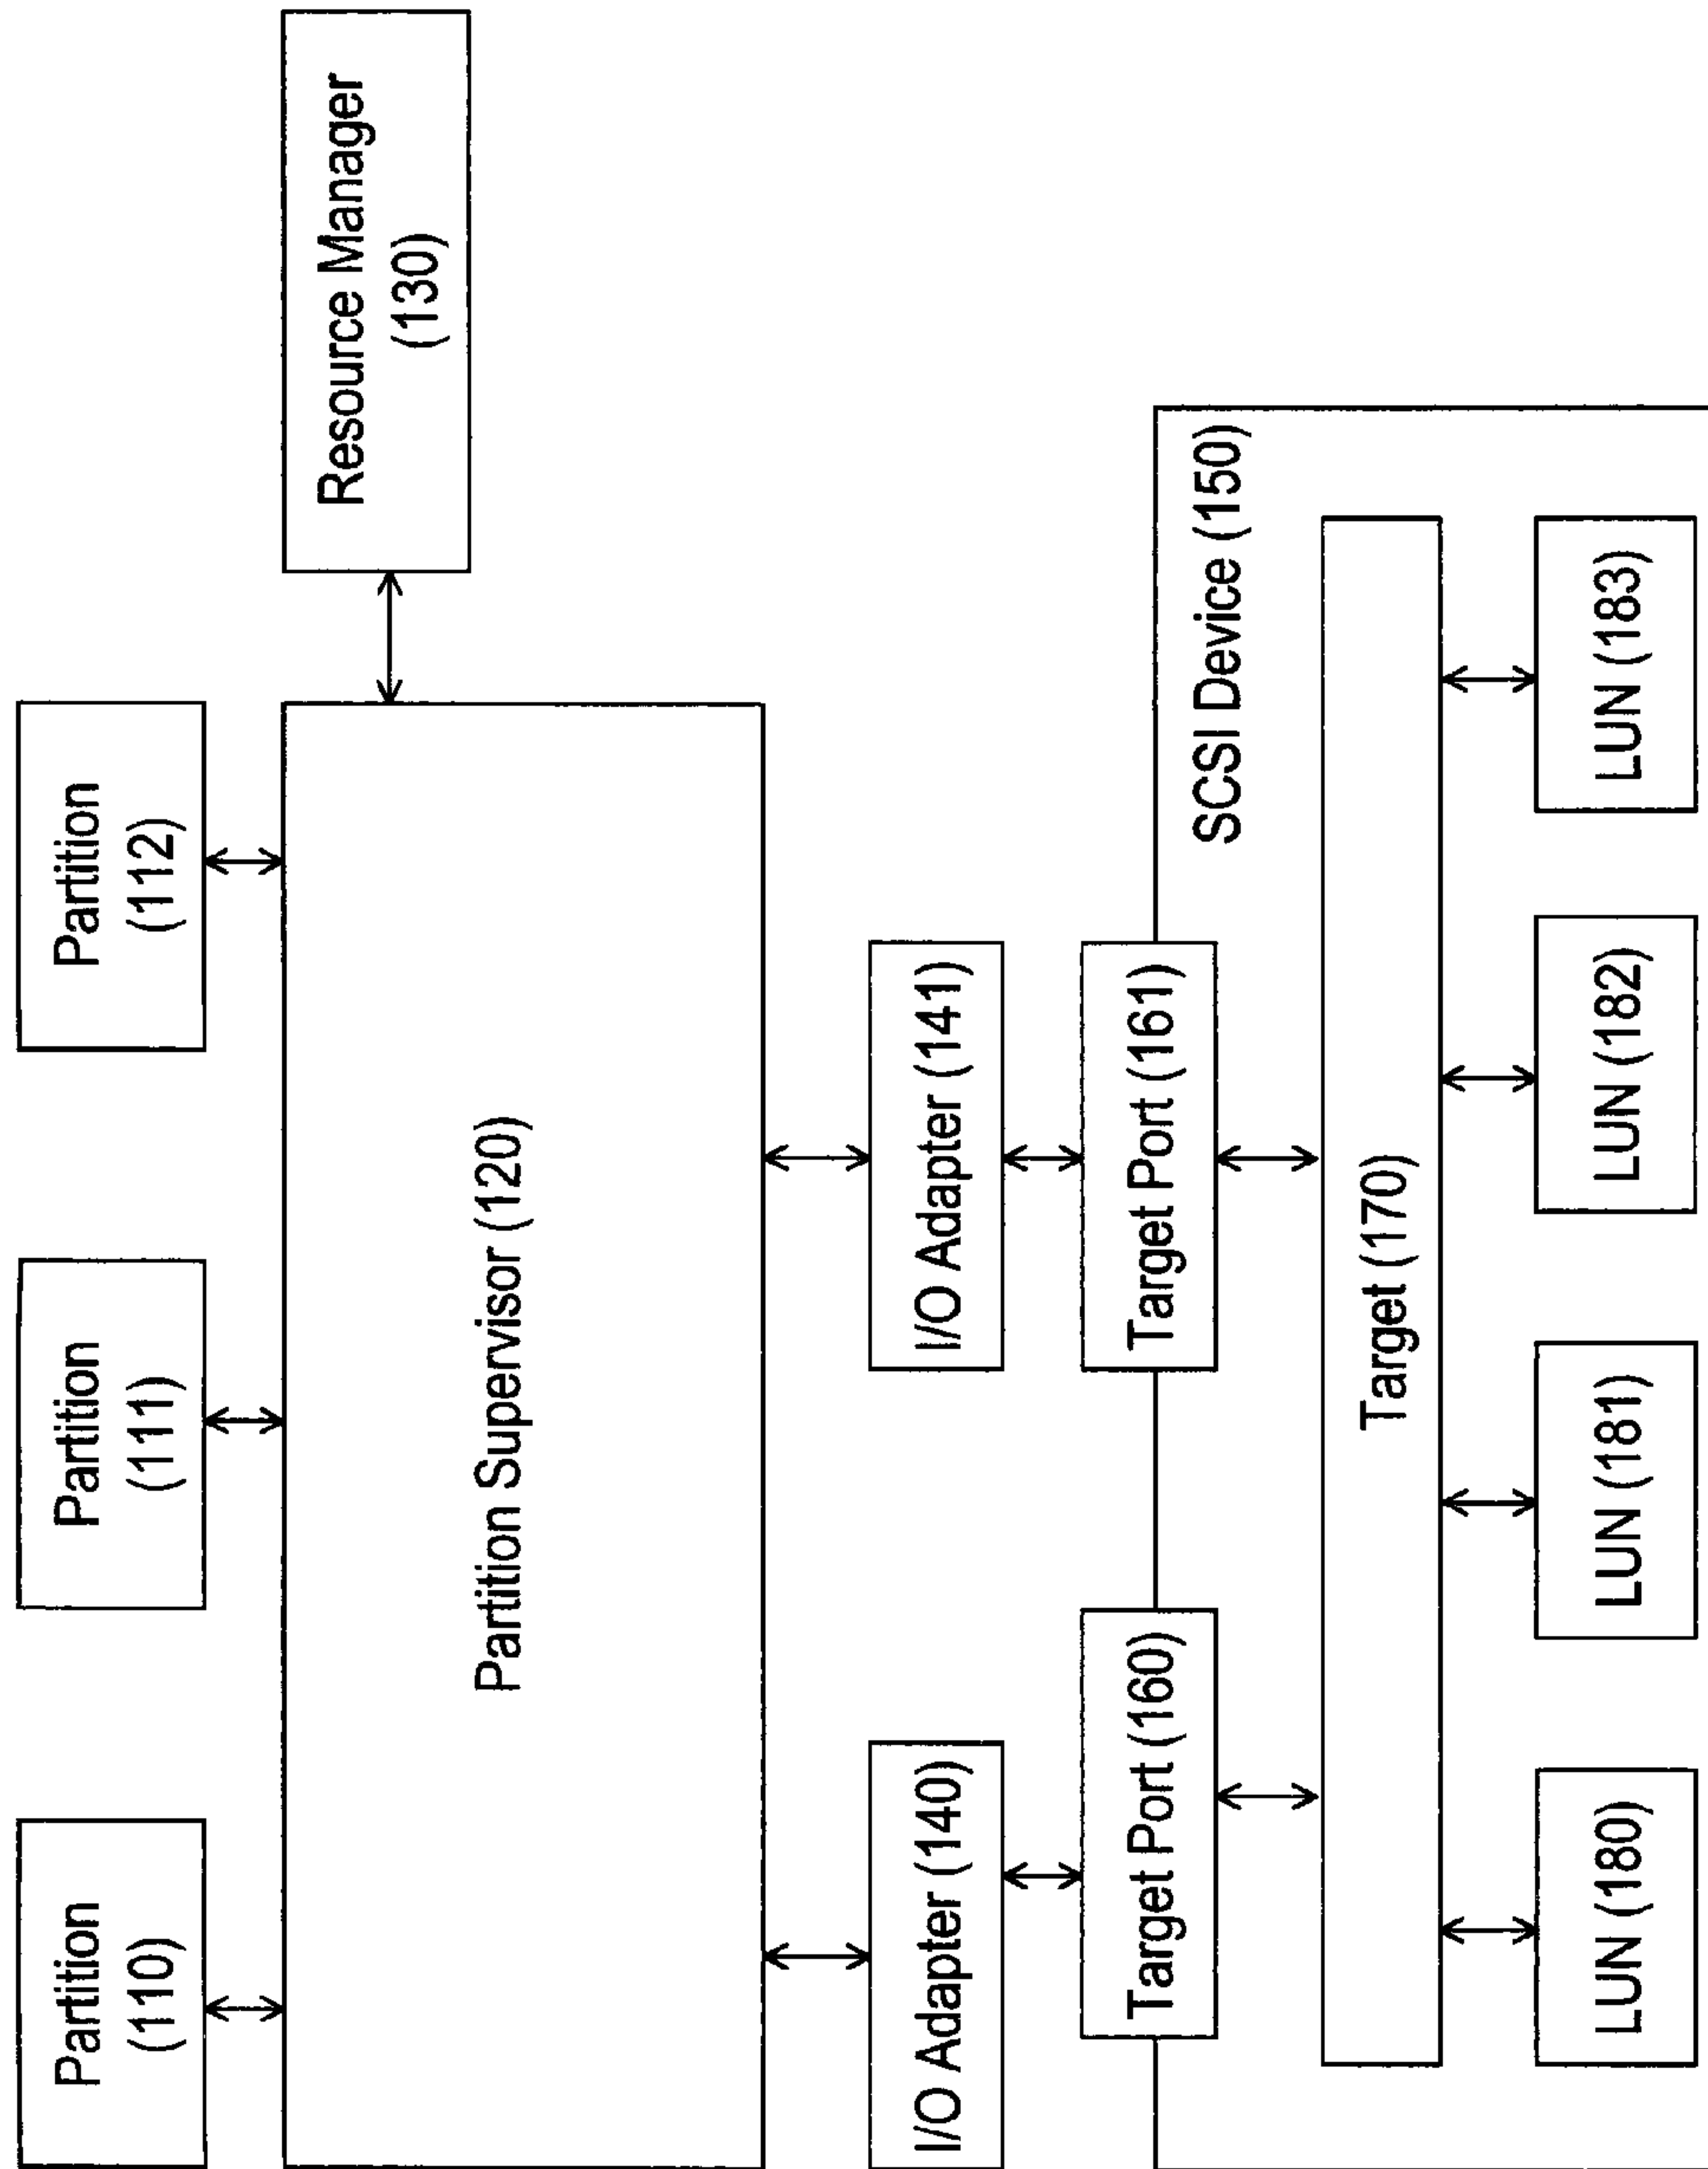 Partition
(110)
Partition
(111)
Partition
(112)
Partition Supervisor (120)
Resource Manager
(130)
I/O Adapter (140)
I/O Adapter (141)
Target Port (160)
Target Port (161)
SCSI Device (150)
Target (170)
LUN (180)
LUN (181)
LUN (182)
LUN (183)